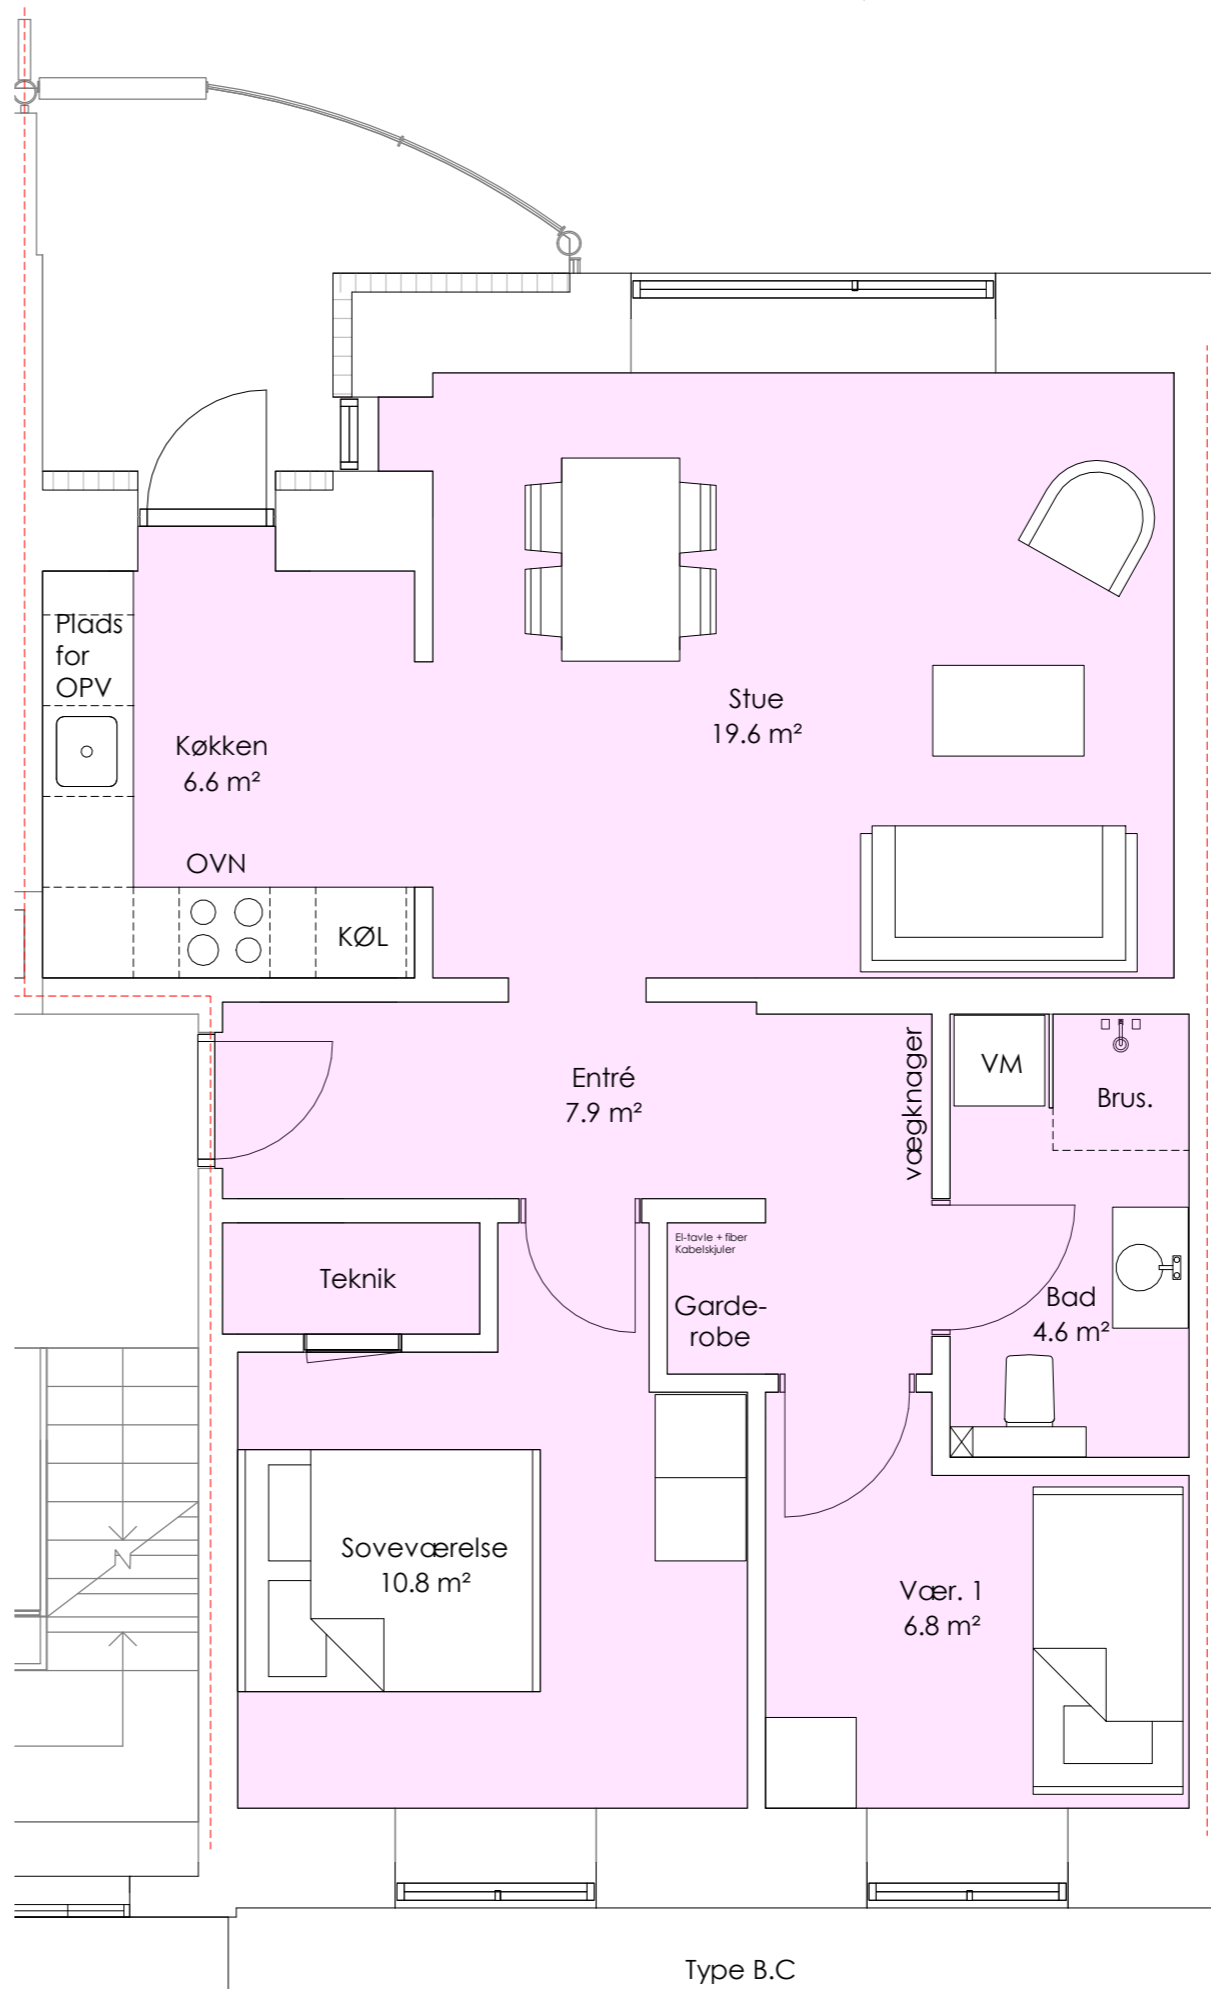 Plads
for
OPV
Stue
19.6 m²
Køkken
6.6 m²
OVN
KØL
Entré
7.9 m²
vægknager
VM
Brus.
El-tavle + fiber
Kabelskjuler
Teknik
Garde-
robe
Bad
4.6 m²
Soveværelse
10.8 m²
Vær. 1
6.8 m²
Type B.C